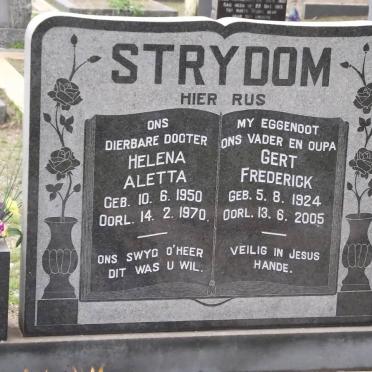 STRYDOM
HIER RUS
ONS
DIERBARE DOGTER
HELENA
ALETTA
GEB. 10. 6. 1950
OORL. 14. 2. 1970.
ONS SWYG O'HEER
DIT WAS U WIL.
MY EGGENOOT
ONS VADER EN OUPA
GERT
FREDERICK
GEB. 5. 8. 1924
OORL. 13. 6. 2005
VEILIG IN JESUS
HANDE.